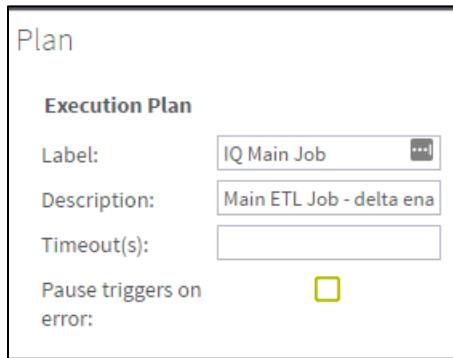 Plan
Execution Plan
Label: IQ Main Job
Description: Main ETL Job - delta ena
Timeout(s):
Pause triggers on
error: